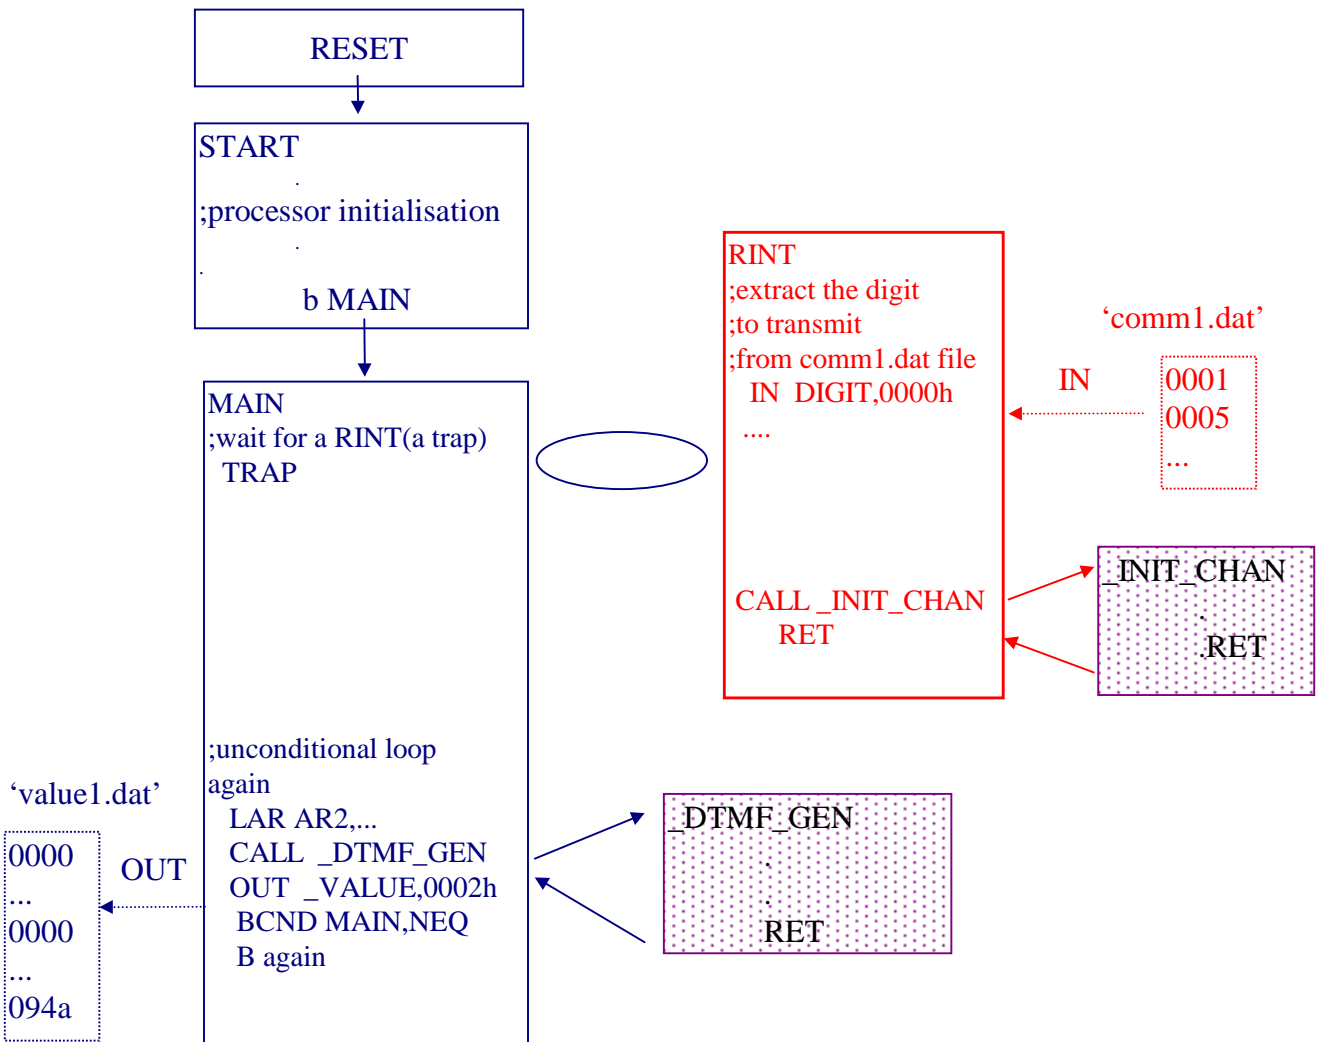 RESET
START
.
;processor initialisation
.
.
b MAIN
MAIN
;wait for a RINT(a trap)
TRAP
;unconditional loop
again
LAR AR2,...
CALL _DTMF_GEN
OUT _VALUE,0002h
BCND MAIN,NEQ
B again
RINT
;extract the digit
;to transmit
;from comm1.dat file
IN DIGIT,0000h
....
CALL _INIT_CHAN
RET
IN
‘comm1.dat’
0001
0005
...
_INIT_CHAN
.
.RET
_DTMF_GEN
.
.
RET
‘value1.dat’
OUT
0000
...
0000
...
094a